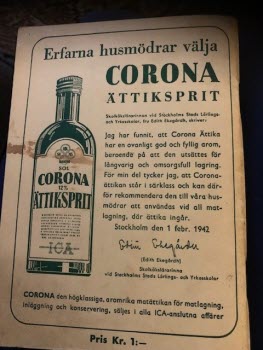 Erfarna husmödrar välja
CORONA
ÄTTIKSPRIT
Skolkökslärarinnan vid Stockholms Stads Lärlings-
och Yrkesskolor, fru Edith Ekegårdh, skriver:
Jag har funnit, att Corona Ättika
har en ovanligt god och fyllig arom,
beroende på att den utsättes för
långvarig och omsorgsfull lagring.
För min del tycker jag, att Corona-
ättikan står i särklass och kan där-
för rekommendera den till våra hus-
mödrar att användas vid all mat-
lagning, där ättika ingår.
Stockholm den 1 febr. 1942
(Edith Ekegårdh)
Skolkökslärarinna
vid Stockholms Stads Lärlings- och Yrkesskolor
CORONA
12%
ÄTTIKSPRIT
ICA
CORONA den högklassiga, aromrika matättikan för matlagning,
inläggning och konservering, säljes i alla ICA-anslutna affärer
Pris Kr. 1:—